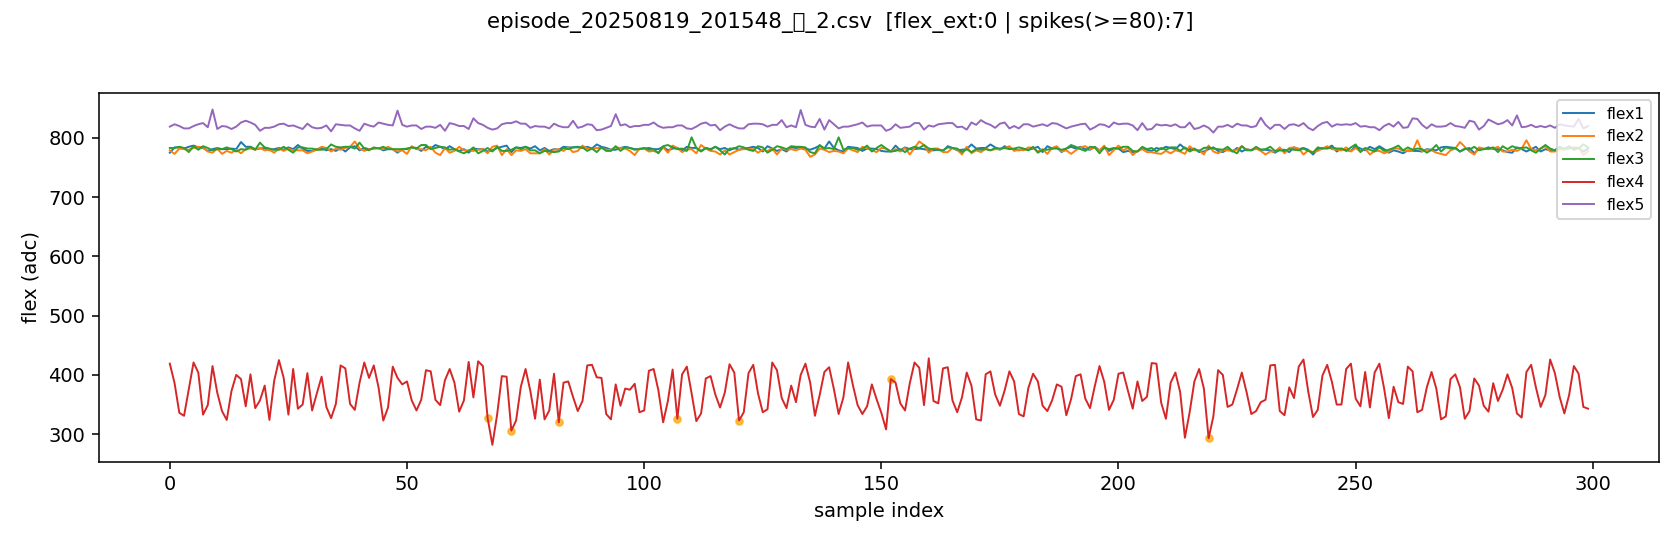 episode_20250819_201548_▯_2.csv [flex_ext:0 | spikes(>=80):7]
flex (adc)
800
700
600
500
400
300
0
50
100
150
200
250
300
sample index
flex1
flex2
flex3
flex4
flex5